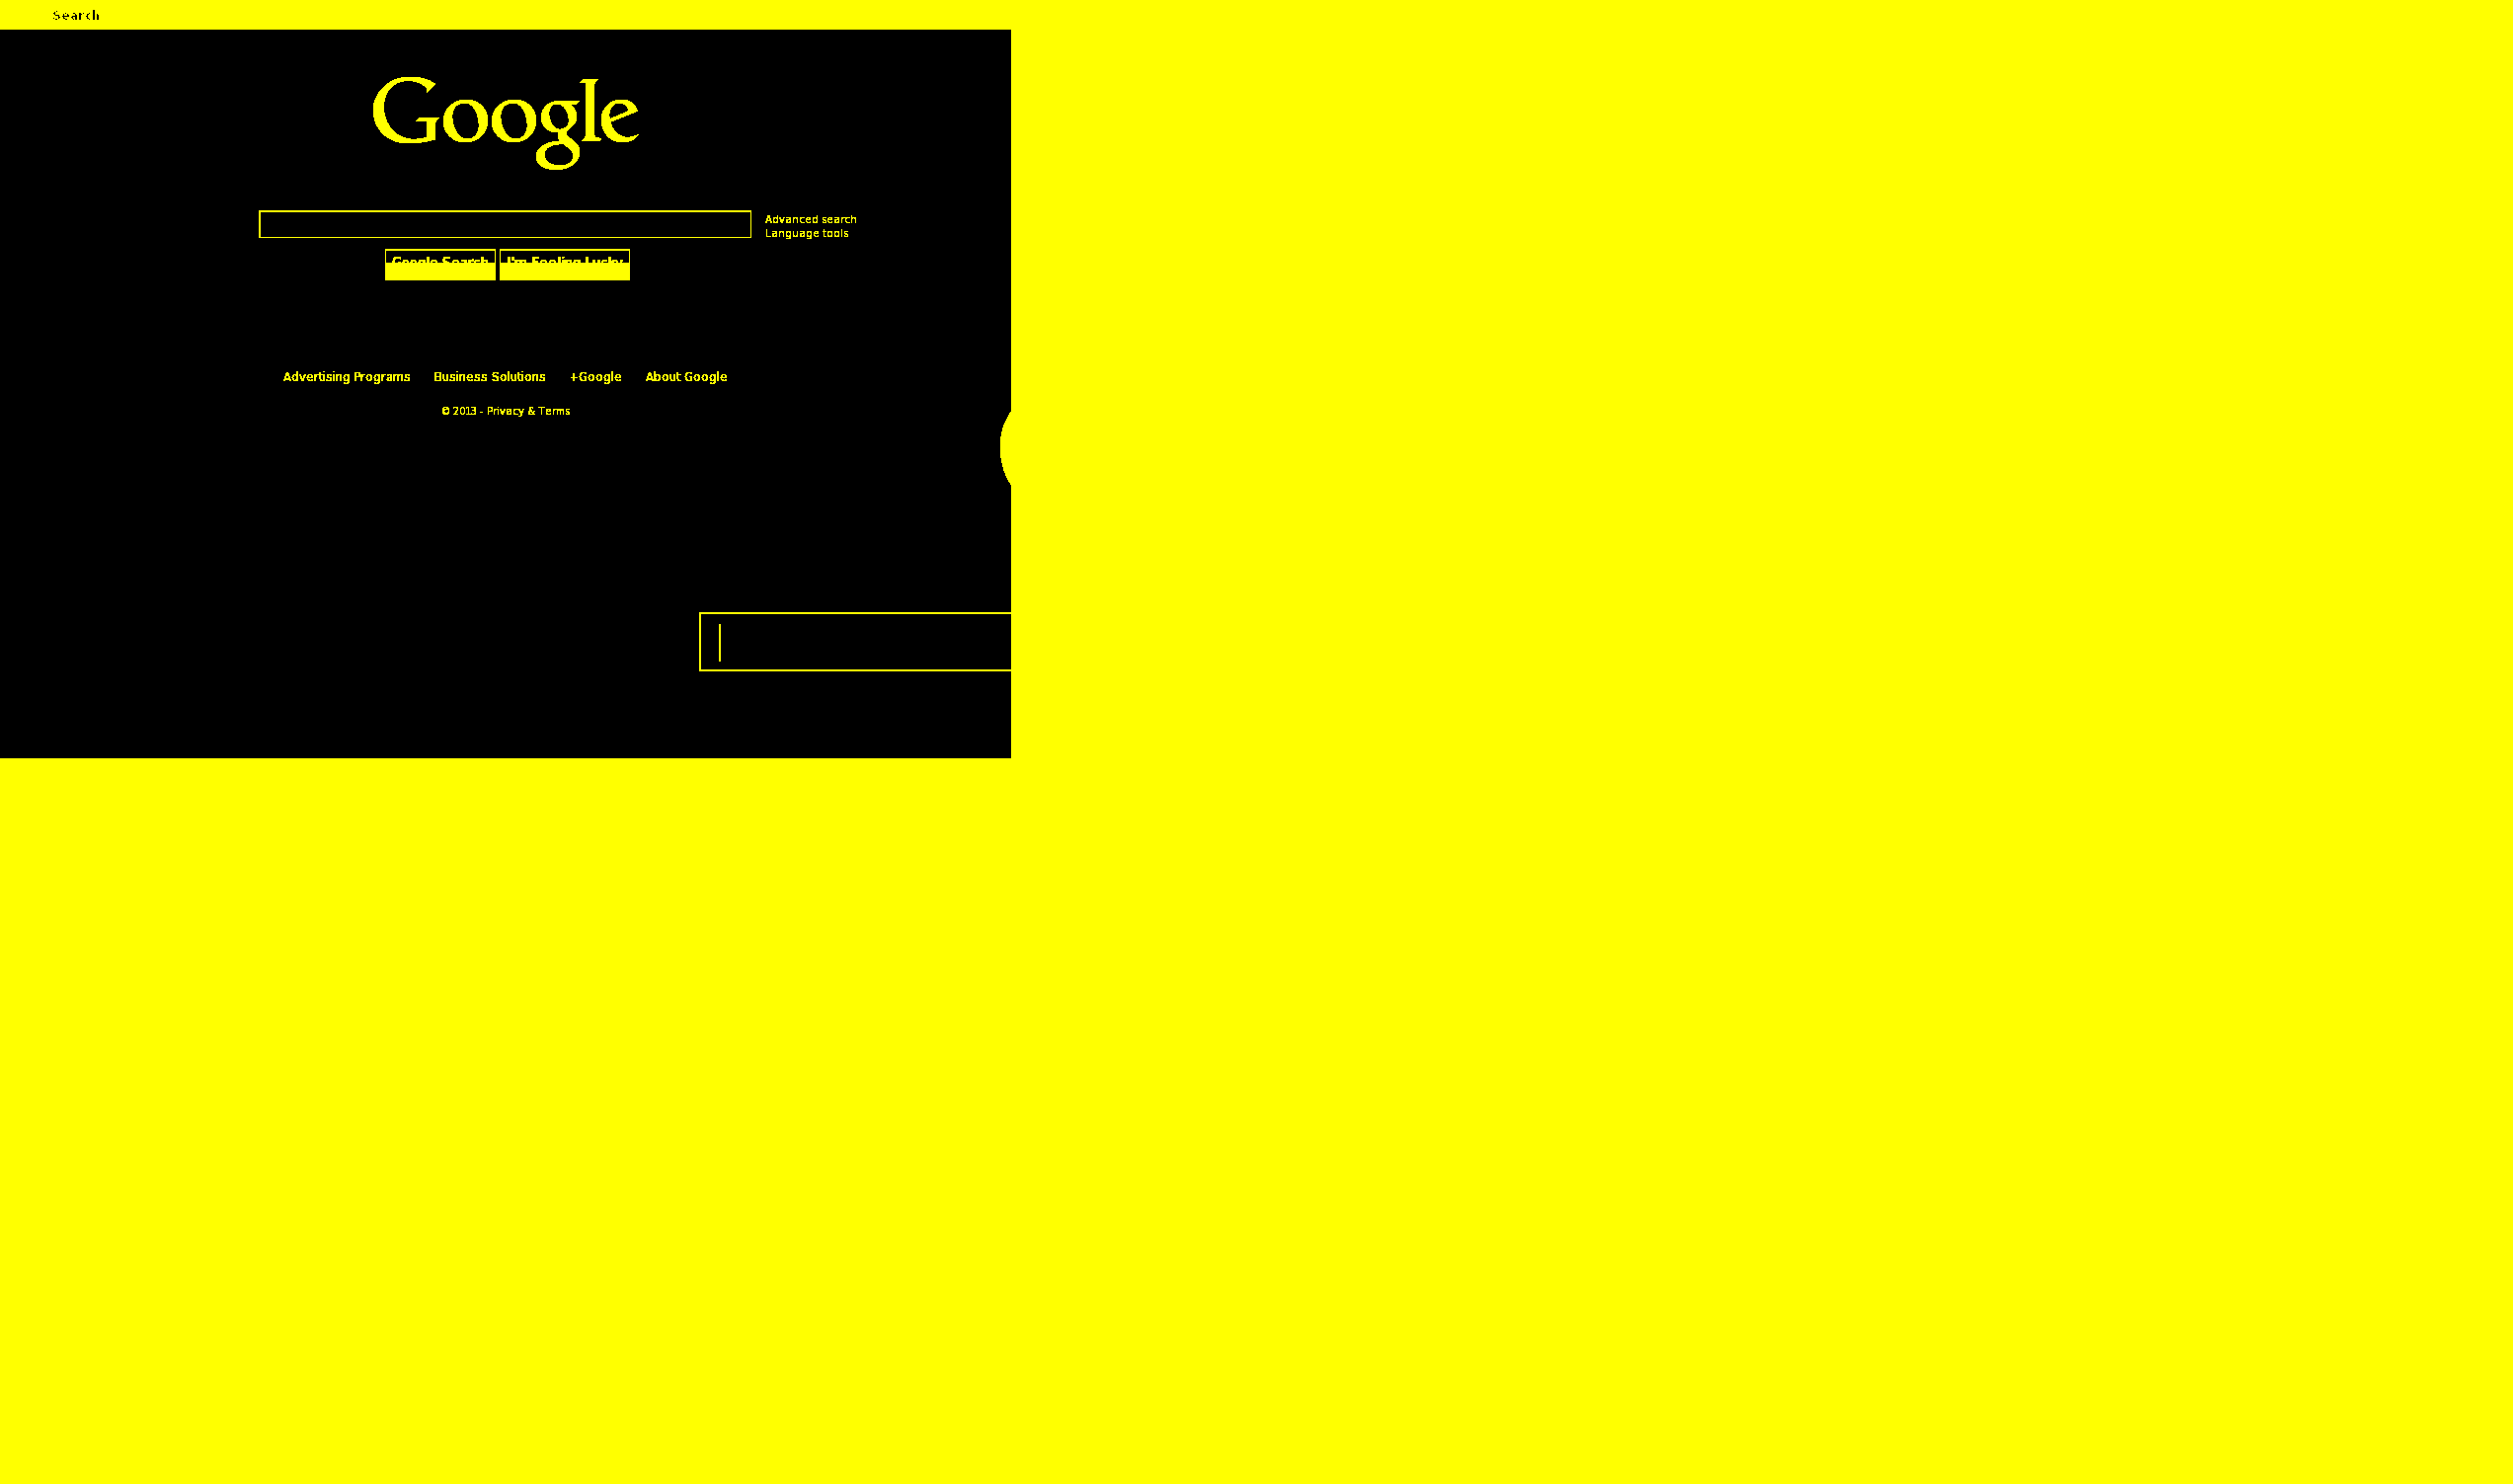 Search
Google
Advanced search
Language tools
Google Search I'm Feeling Lucky
Advertising Programs Business Solutions +Google About Google
© 2013 - Privacy & Terms